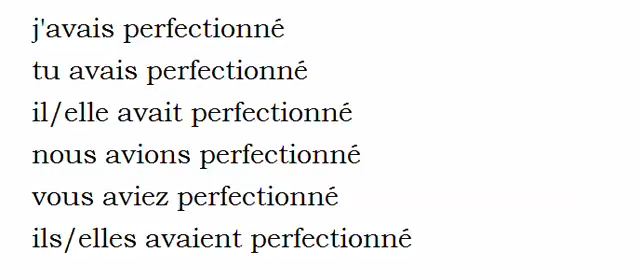 j'avais perfectionné
tu avais perfectionné
il/elle avait perfectionné
nous avions perfectionné
vous aviez perfectionné
ils/elles avaient perfectionné